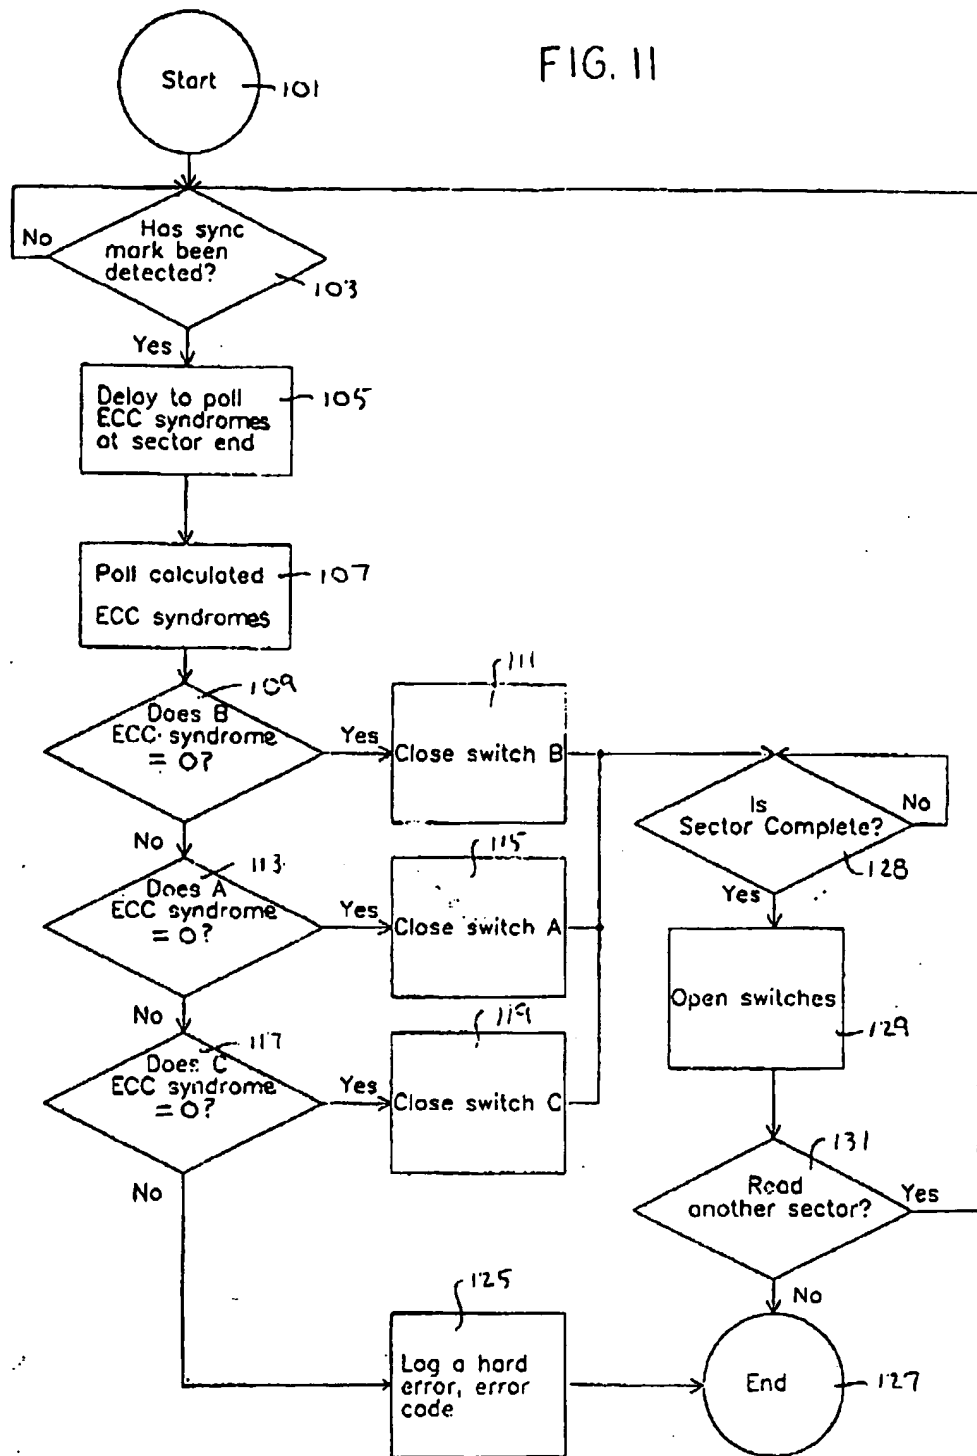 FIG. 11
Start
101
Has sync
mark been
detected?
103
No
Yes
Delay to poll
ECC syndromes
at sector end
105
Poll calculated
ECC syndromes
107
109
Does B
ECC syndrome
= 0?
Yes
No
111
Close switch B
113
Does A
ECC syndrome
= 0?
Yes
No
115
Close switch A
117
Does C
ECC syndrome
= 0?
Yes
No
119
Close switch C
Is
Sector Complete?
No
128
Yes
Open switches
129
131
Read
another sector?
Yes
No
125
Log a hard
error, error
code
End
127